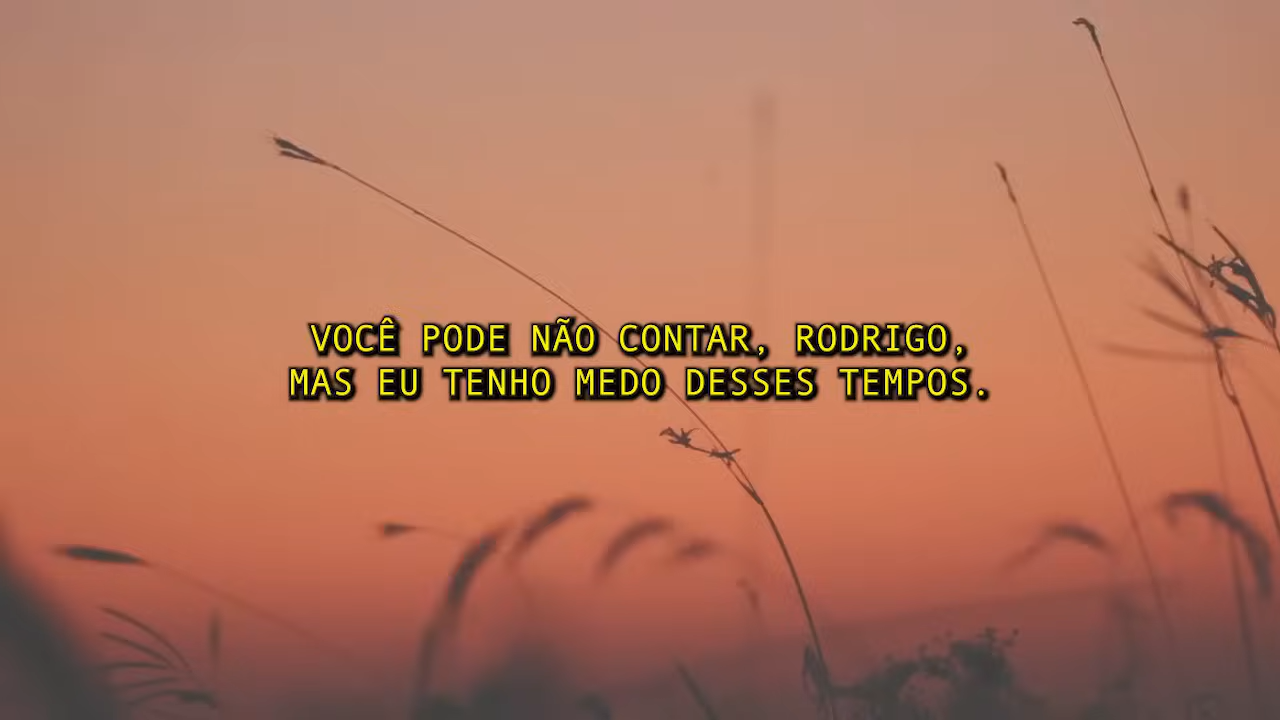 VOCÊ PODE NÃO CONTAR, RODRIGO,
MAS EU TENHO MEDO DESSES TEMPOS.